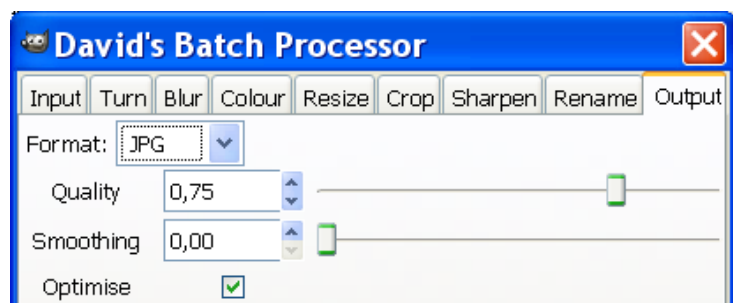 David's Batch Processor
Input Turn Blur Colour Resize Crop Sharpen Rename Output
Format: JPG
Quality 0,75
Smoothing 0,00
Optimise